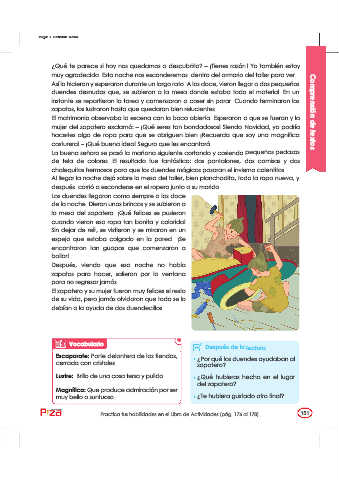 ¿Qué te parece si hoy nos quedamos a descubrirlo? – ¡Tienes razón! Yo también estoy
muy agradecido. Esta noche nos esconderemos dentro del armario del taller para ver.
Así lo hicieron y esperaron durante un largo rato. A las doce, vieron llegar a dos pequeños
duendes desnudos que, se subieron a la mesa donde estaba todo el material. En un
instante se repartieron la tarea y comenzaron a coser sin parar. Cuando terminaron los
zapatos, los lustraron hasta que quedaron bien relucientes.
El matrimonio observaba la escena con la boca abierta. Esperaron a que se fueran y la
mujer del zapatero exclamó: – ¡Qué seres tan bondadosos! Siendo Navidad, ya podría
hacerles algo de ropa para que se abriguen bien ¡Recuerda que soy una magnífica
costurera! – ¡Qué buena idea! Seguro que les encantará.
La buena señora se pasó la mañana siguiente cortando y cosiendo pequeños pedazos
de tela de colores. El resultado fue fantástico: dos pantalones, dos camisas y dos
chalequitos hermosos para que los duendes mágicos pasaran el invierno calentitos.
Al llegar la noche dejó sobre la mesa del taller, bien planchadita, toda la ropa nueva, y
después corrió a esconderse en el ropero junto a su marido.
Los duendes llegaron como siempre a las doce
de la noche. Dieron unos brincos y se subieron a
la mesa del zapatero. ¡Qué felices se pusieron
cuando vieron esa ropa tan bonita y colorida!
Sin dejar de reír, se vistieron y se miraron en un
espejo que estaba colgado en la pared. ¡Se
encontraron tan guapos que comenzaron a
bailar!
Después, viendo que esa noche no había
zapatos para hacer, salieron por la ventana
para no regresar jamás.
El zapatero y su mujer fueron muy felices el resto
de su vida, pero jamás olvidaron que todo se lo
debían a la ayuda de dos duendecillos.
Comprensión de textos
Vocabulario
Escaparate: Parte delantera de las tiendas,
cerrada con cristales.
Lustre: Brillo de una cosa tersa y pulida.
Magnífica: Que produce admiración por ser
muy bello o suntuoso.
Después de la lectura
• ¿Por qué los duendes ayudaban al
zapatero?
• ¿Qué hubieras hecho en el lugar
del zapatero?
• ¿Te hubiera gustado otro final?
Practica tus habilidades en el Libro de Actividades (pág. 176 al 178)
151